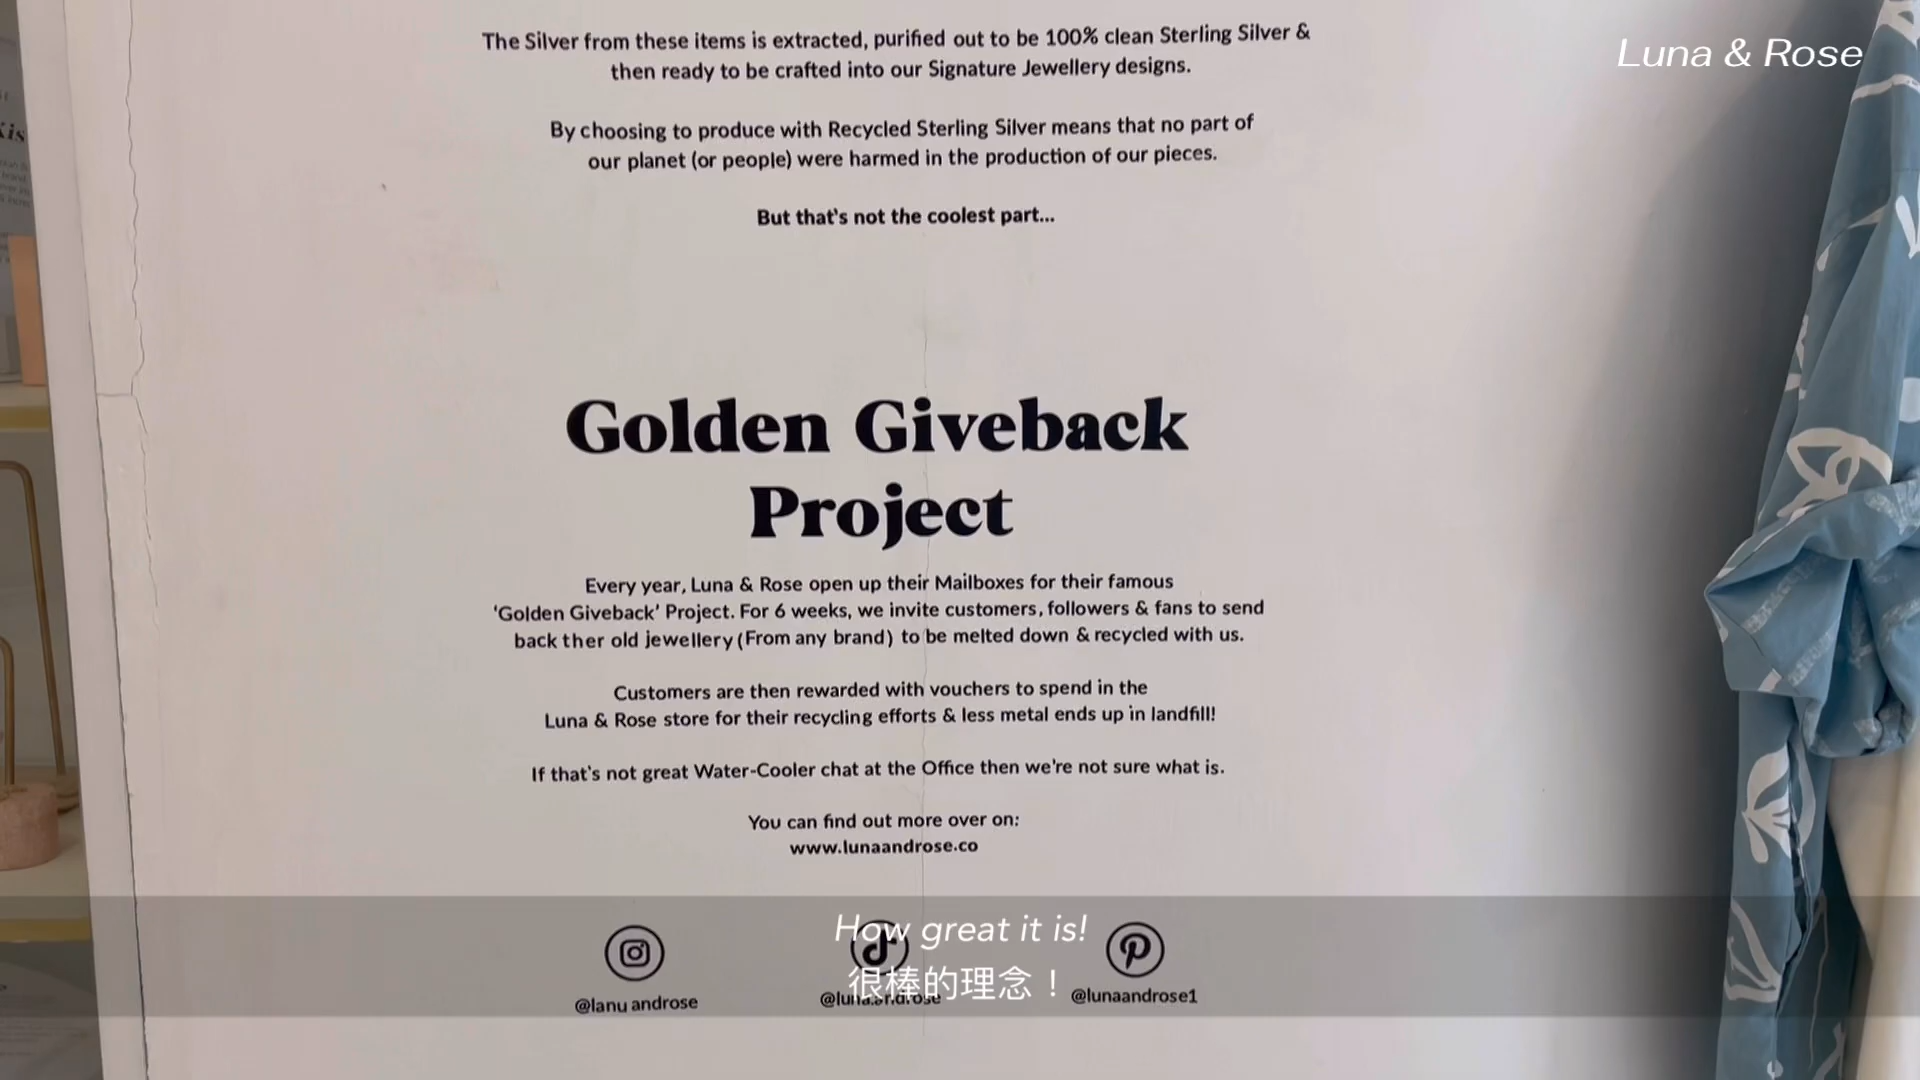 The Silver from these items is extracted, purified out to be 100% clean Sterling Silver &
then ready to be crafted into our Signature Jewellery designs.
Luna & Rose
By choosing to produce with Recycled Sterling Silver means that no part of
our planet (or people) were harmed in the production of our pieces.
But that's not the coolest part...
Golden Giveback
Project
Every year, Luna & Rose open up their Mailboxes for their famous
'Golden Giveback' Project. For 6 weeks, we invite customers, followers & fans to send
back ther old jewellery (From any brand) to be melted down & recycled with us.
Customers are then rewarded with vouchers to spend in the
Luna & Rose store for their recycling efforts & less metal ends up in landfill!
If that's not great Water-Cooler chat at the Office then we're not sure what is.
You can find out more over on:
www.lunaandrose.co
How great it is!
很棒的理念！
@lanu androse
@lunaandrose1